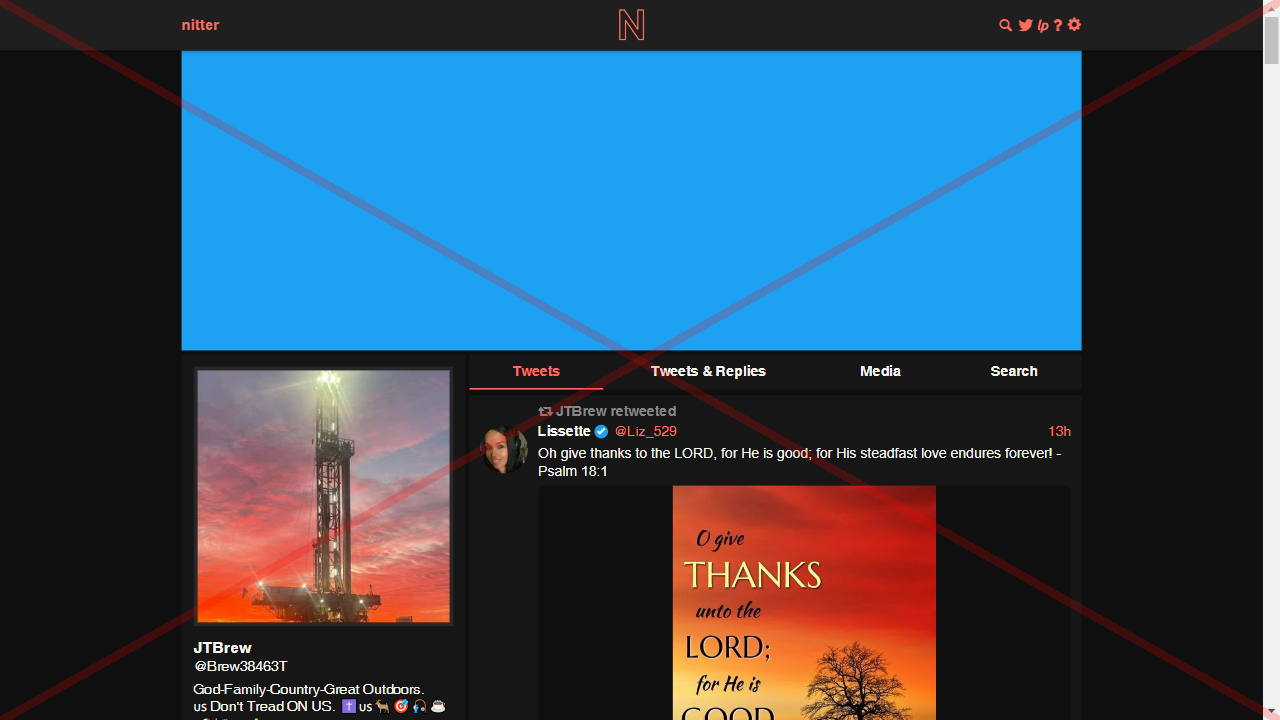 nitter
N
lp ?
Tweets
Tweets & Replies
Media
Search
JTBrew retweeted
Lissette @Liz_529 13h
Oh give thanks to the LORD, for He is good; for His steadfast love endures forever! -
Psalm 18:1
O give
THANKS
unto the
LORD;
for He is
GOOD
JTBrew
@Brew38463T
God-Family-Country-Great Outdoors.
us Don't Tread ON US. ✝️us🐐🎯🎧☕